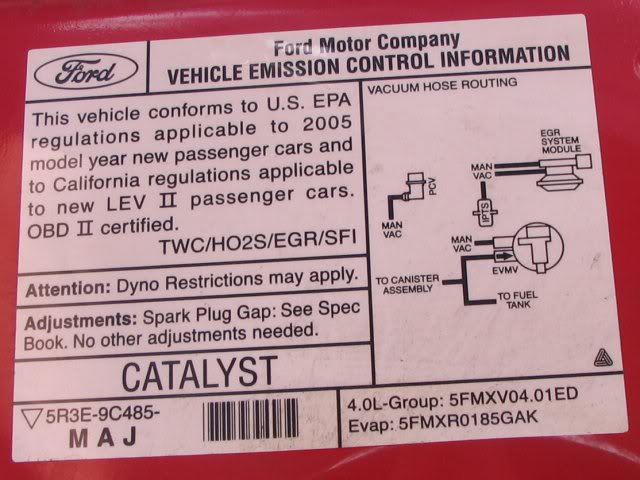 Ford
Ford Motor Company
VEHICLE EMISSION CONTROL INFORMATION
This vehicle conforms to U.S. EPA
regulations applicable to 2005
model year new passenger cars and
to California regulations applicable
to new LEV II passenger cars.
OBD II certified.
TWC/HO2S/EGR/SFI
Attention: Dyno Restrictions may apply.
Adjustments: Spark Plug Gap: See Spec
Book. No other adjustments needed.
CATALYST
5R3E-9C485-
MAJ
VACUUM HOSE ROUTING
EGR
SYSTEM
MODULE
MAN
VAC
PCV
IPTS
MAN
VAC
MAN
VAC
EVMV
TO CANISTER
ASSEMBLY
TO FUEL
TANK
4.0L-Group: 5FMXV04.01ED
Evap: 5FMXR0185GAK